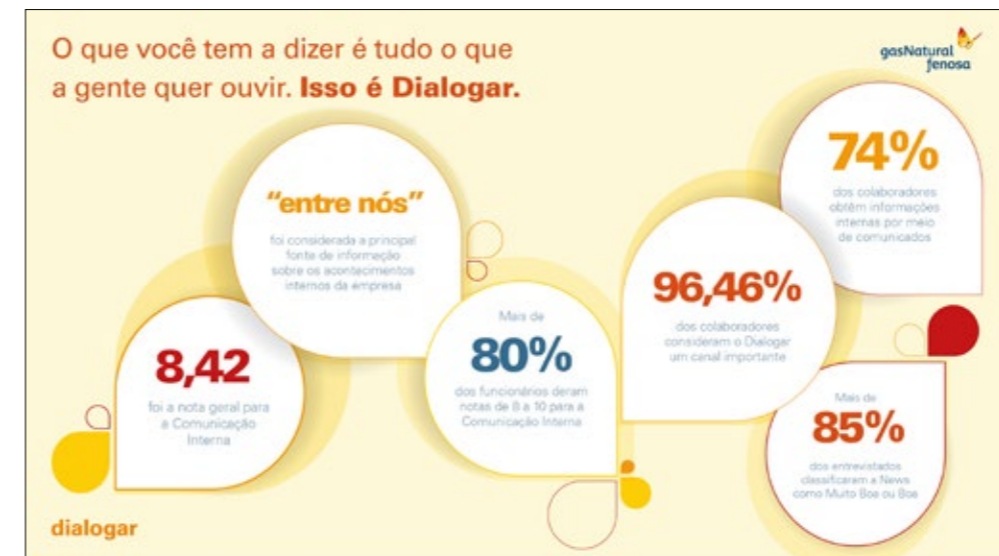 O que você tem a dizer é tudo o que
a gente quer ouvir. Isso é Dialogar.
gasNatural
fenosa
74%
dos colaboradores
obtêm informações
internas por meio
de comunicados
"entre nós"
foi considerada a principal
fonte de informação
sobre os acontecimentos
internos da empresa
96,46%
dos colaboradores
consideram o Dialogar
um canal importante
Mais de
80%
dos funcionários deram
notas de 8 a 10 para a
Comunicação Interna
8,42
foi a nota geral para
a Comunicação
Interna
Mais de
85%
dos entrevistados
classificaram a News
como Muito Boa ou Boa
dialogar